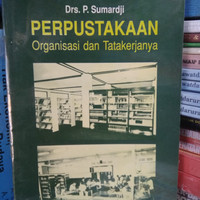 Drs. P. Sumardji
PERPUSTAKAAN
Organisasi dan Tatakerjanya